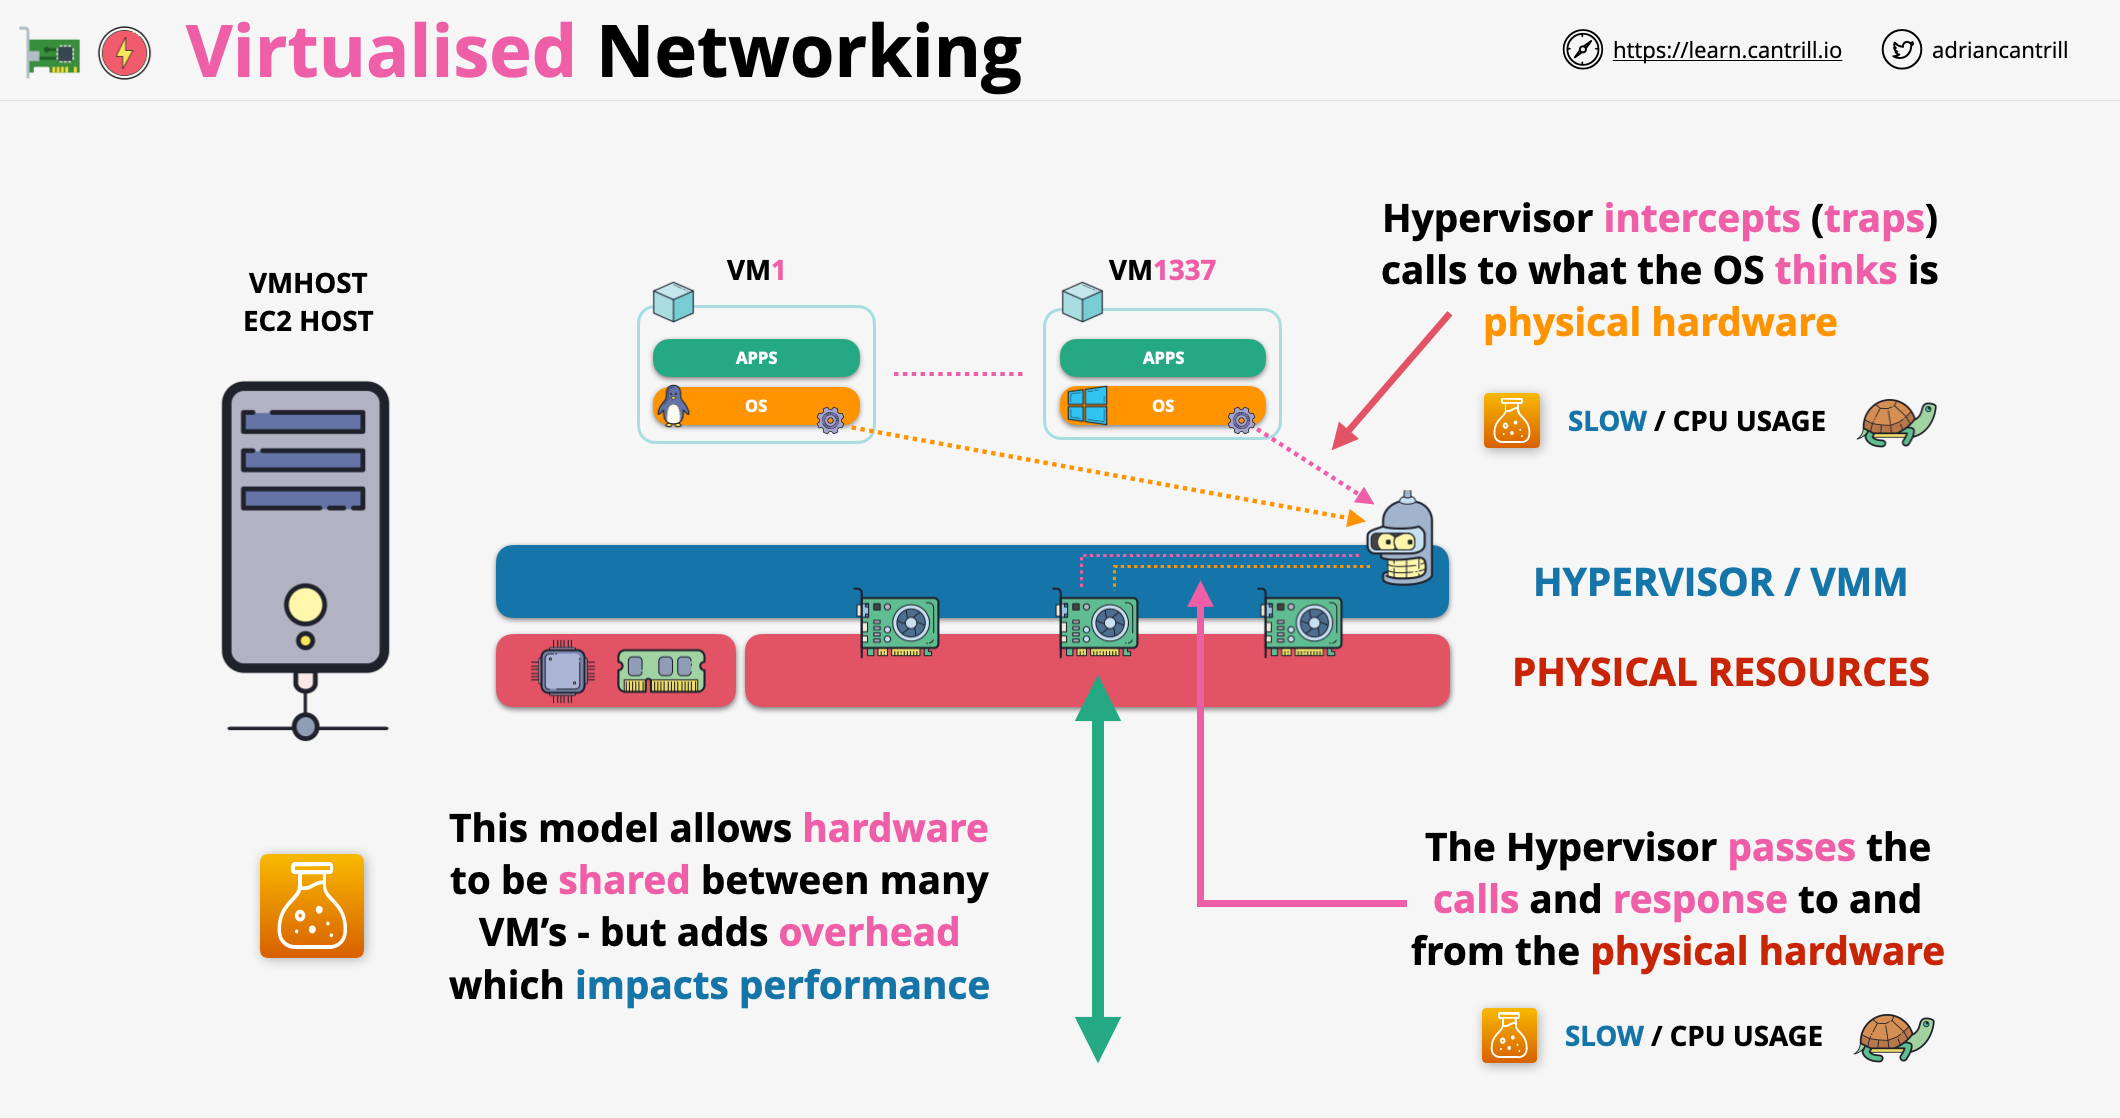 Virtualised Networking
https://learn.cantrill.io
adriancantrill
VMHOST
EC2 HOST
VM1
APPS
OS
VM1337
APPS
OS
Hypervisor intercepts (traps)
calls to what the OS thinks is
physical hardware
SLOW / CPU USAGE
HYPERVISOR / VMM
PHYSICAL RESOURCES
This model allows hardware
to be shared between many
VM’s - but adds overhead
which impacts performance
The Hypervisor passes the
calls and response to and
from the physical hardware
SLOW / CPU USAGE